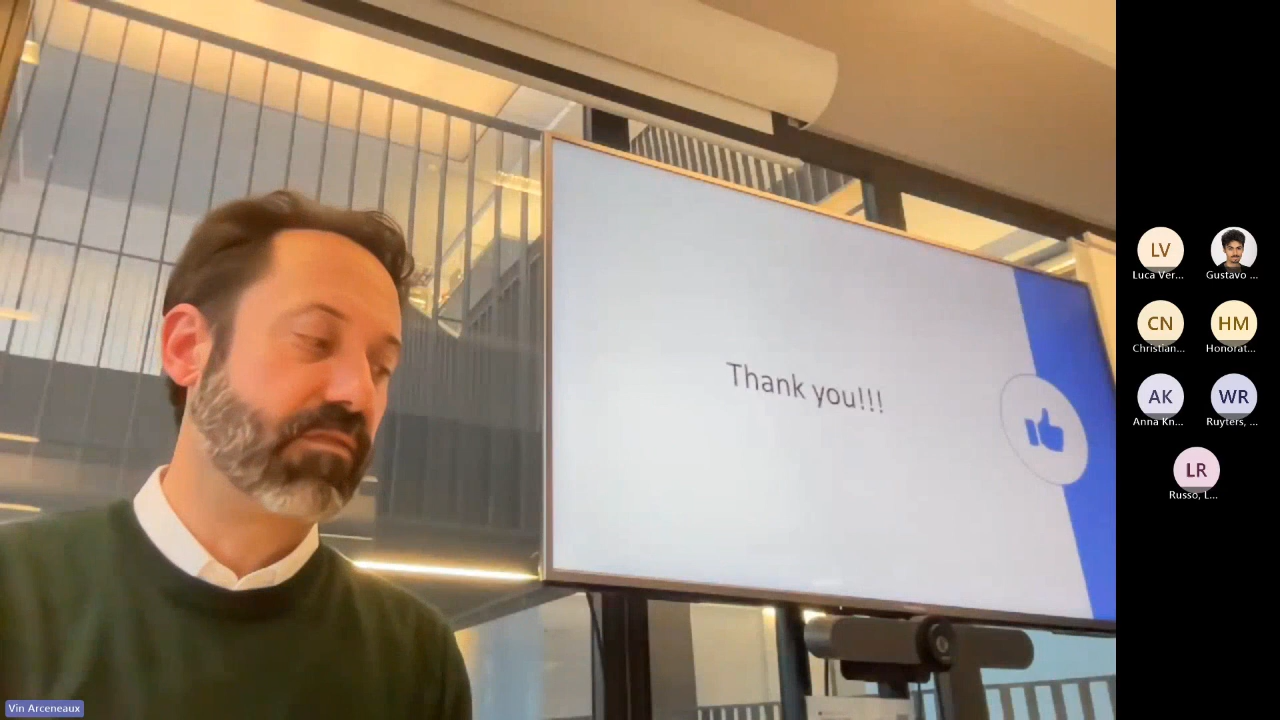 Thank you!!!
LV
Luca Ver...
Gustavo ...
CN
Christian...
HM
Honorat...
AK
Anna Kn...
WR
Ruyters, ...
LR
Russo, L...
Vin Arceneaux